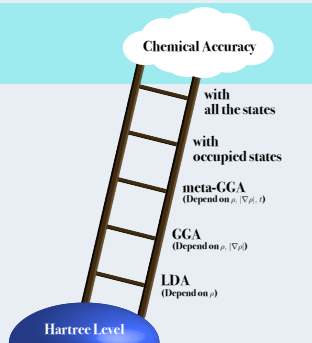 Chemical Accuracy
with
all the states
with
occupied states
meta-GGA
(Depend on ρ, |∇ρ|, t)
GGA
(Depend on ρ, |∇ρ|)
LDA
(Depend on ρ)
Hartree Level